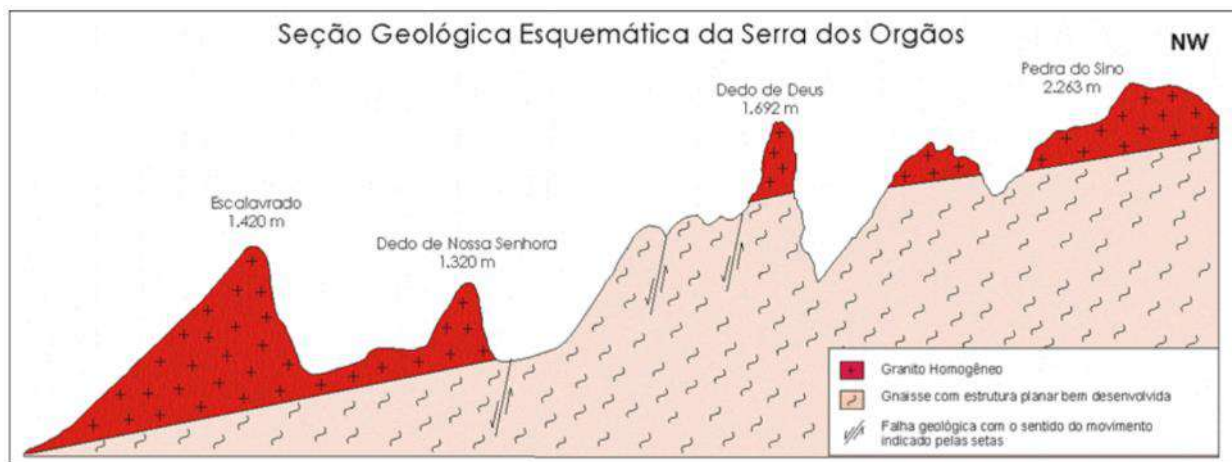 Seção Geológica Esquemática da Serra dos Orgãos
NW
Pedra do Sino
2.263 m
Dedo de Deus
1.692 m
Escalavrado
1.420 m
Dedo de Nossa Senhora
1.320 m
Granito Homogêneo
Gnaisse com estrutura planar bem desenvolvida
Falha geológica com o sentido do movimento
indicado pelas setas